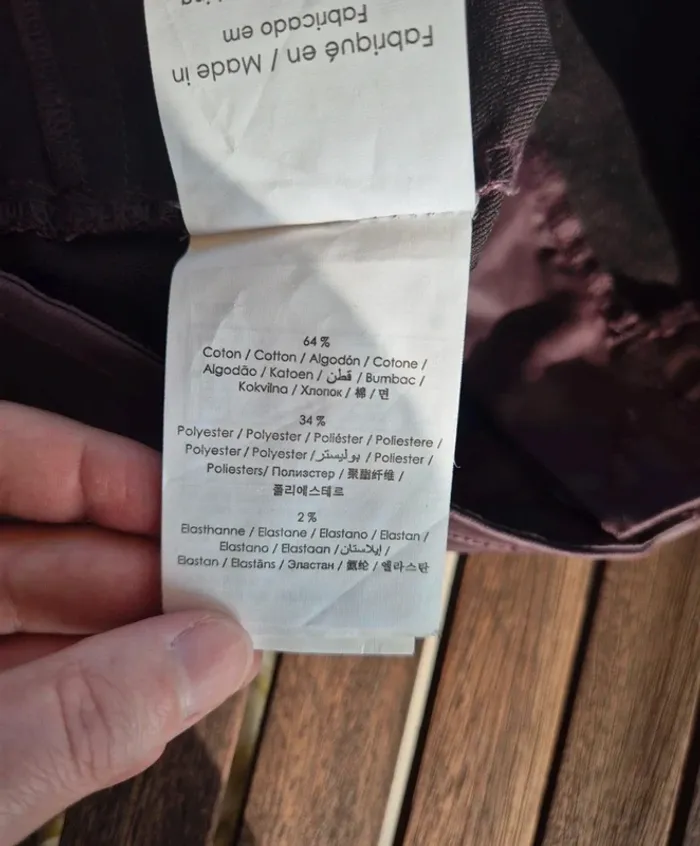 Fabriqué en / Made in
Fabricado em
64 %
Coton / Cotton / Algodón / Cotone /
Algodão / Katoen / قطن / Bumbac /
Kokvilna / Хлопок / 棉 / 면
34 %
Polyester / Polyester / Poliéster / Poliestere /
Polyester / Polyester / بوليستر / Poliester /
Poliesters/ Полиэстер / 聚酯纤维 /
폴리에스테르
2 %
Elasthanne / Elastane / Elastano / Elastan /
Elastano / Elastaan / إيلاستان /
Elastan / Elastāns / Эластан / 氨纶 / 엘라스탄